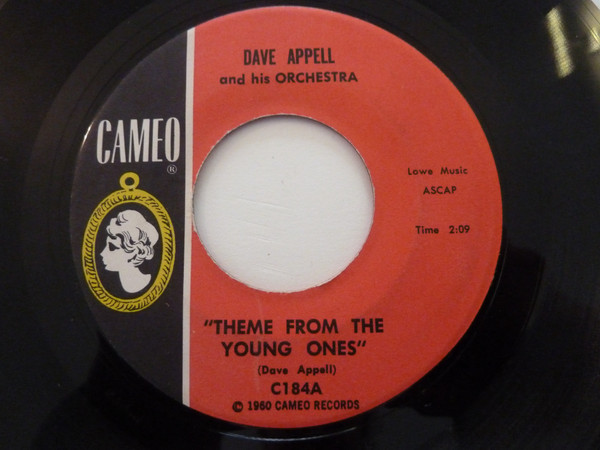 DAVE APPELL
and his ORCHESTRA
CAMEO
®
Lowe Music
ASCAP
Time 2:09
"THEME FROM THE
YOUNG ONES"
(Dave Appell)
C184A
© 1960 CAMEO RECORDS